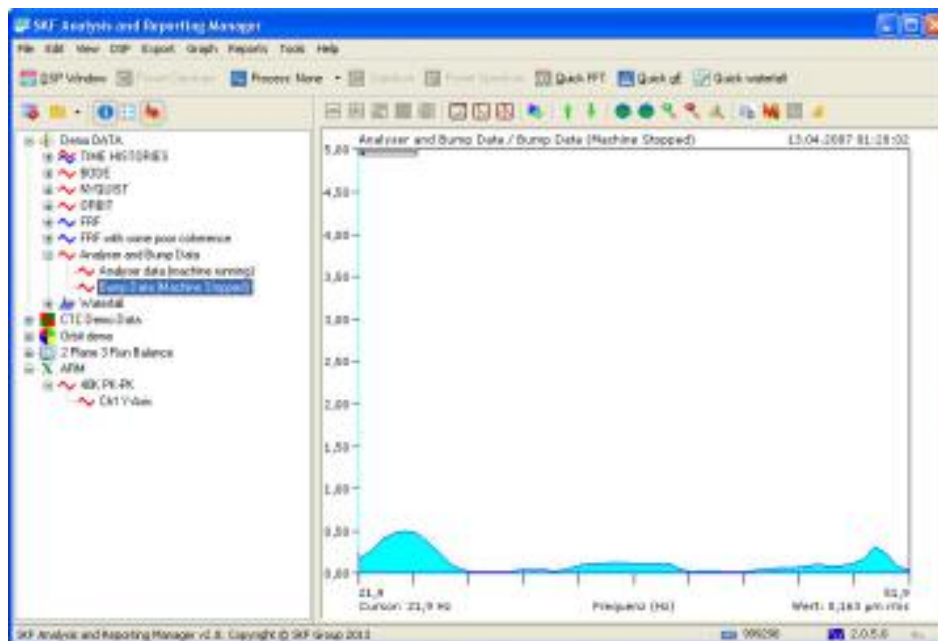 SKF Analysis and Reporting Manager
File Edit View DSP Export Graph Reports Tools Help
DSP Window Process: None Quick FFT Quick gE Quick waterfall
Demo DATA
TIME HISTORIES
BODE
NYQUIST
ORBIT
FRF
FRF with some poor coherence
Analyser and Bump Data
Analyser data (machine running)
Bump Data (Machine Stopped)
Waterfall
CTC Demo Data
Orbit demo
2 Plane 3 Run Balance
ARM
48K PK-PK
Ch1 Y-Axis
Analyser and Bump Data / Bump Data (Machine Stopped) 13.04.2007 01:28:02
5,00
4,50
4,00
3,50
3,00
2,50
2,00
1,50
1,00
0,50
0,00
21,9 81,9
Cursor: 21,9 Hz Frequenz (Hz) Wert: 0,163 µm rms
SKF Analysis and Reporting Manager v2.0. Copyright © SKF Group 2013 2.0.5.0